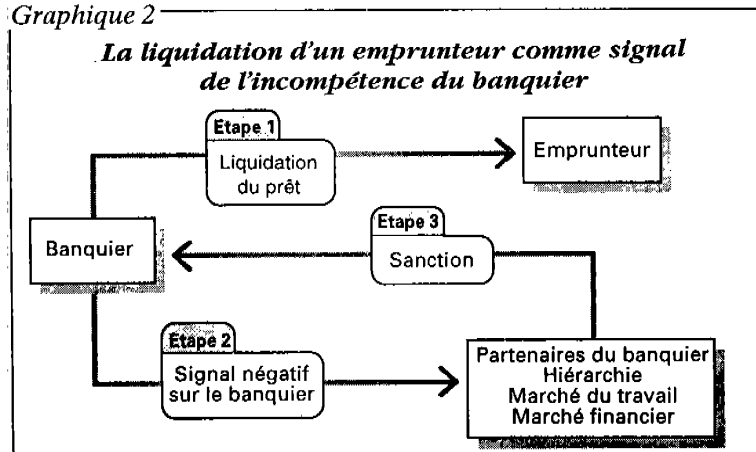 Graphique 2
La liquidation d'un emprunteur comme signal
de l'incompétence du banquier
Etape 1
Liquidation
du prêt
Emprunteur
Banquier
Etape 3
Sanction
Etape 2
Signal négatif
sur le banquier
Partenaires du banquier
Hiérarchie
Marché du travail
Marché financier